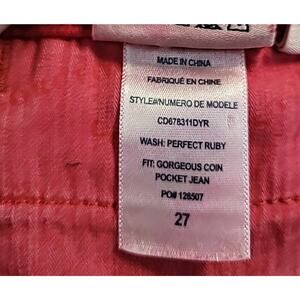 MADE IN CHINA
FABRIQUÉ EN CHINE
STYLE#/NUMERO DE MODELE
CD678311DYR
WASH: PERFECT RUBY
FIT: GORGEOUS COIN
POCKET JEAN
PO# 128507
27